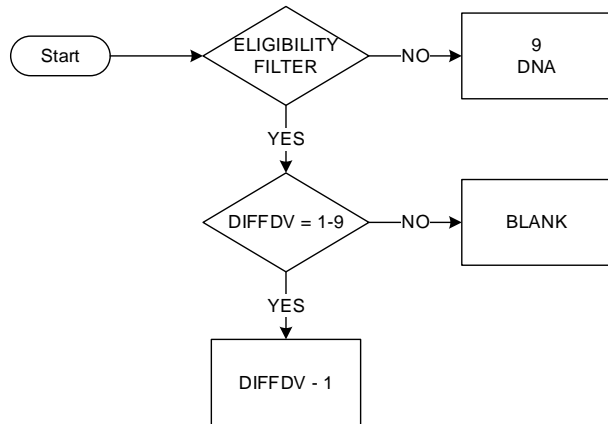 Start
ELIGIBILITY
FILTER
NO
9
DNA
YES
DIFFDV = 1-9
NO
BLANK
YES
DIFFDV - 1